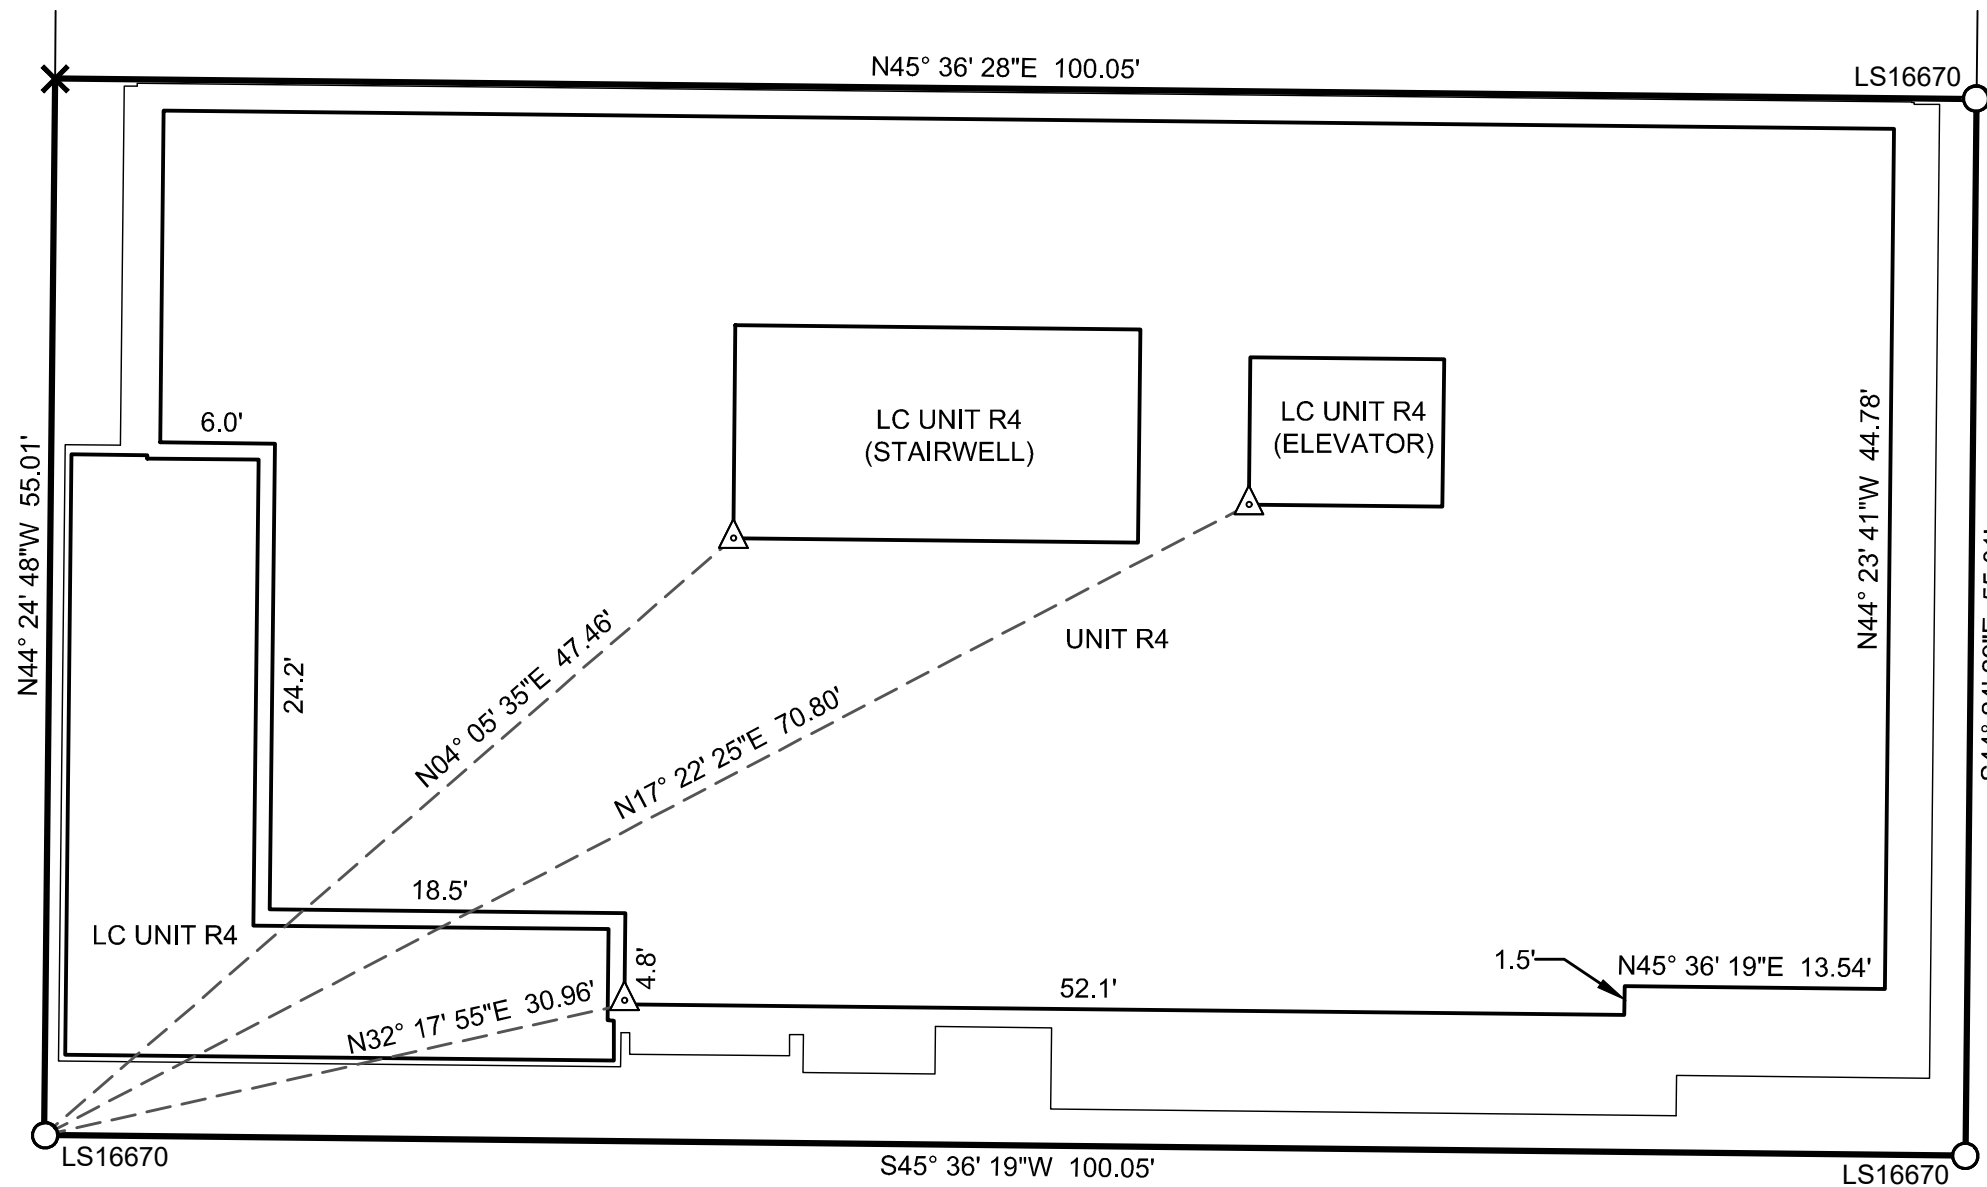 N45° 36' 28"E 100.05'
LS16670
6.0'
LC UNIT R4
(STAIRWELL)
LC UNIT R4
(ELEVATOR)
N44° 24' 48"W 55.01'
N44° 23' 41"W 44.78'
24.2'
N04° 05' 35"E 47.46'
UNIT R4
N17° 22' 25"E 70.80'
18.5'
LC UNIT R4
4.8'
N32° 17' 55"E 30.96'
52.1'
1.5'
N45° 36' 19"E 13.54'
LS16670
S45° 36' 19"W 100.05'
LS16670